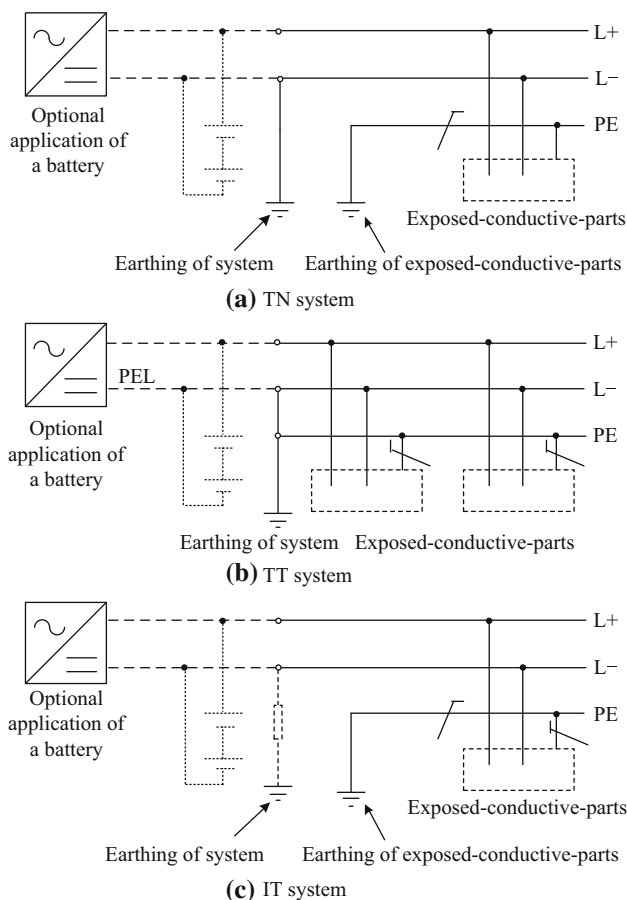 L+
L−
Optional
application of
a battery
PE
Exposed-conductive-parts
Earthing of system
Earthing of exposed-conductive-parts
(a) TN system
L+
PEL
L−
Optional
application of
a battery
PE
Earthing of system
Exposed-conductive-parts
(b) TT system
L+
L−
Optional
application of
a battery
PE
Exposed-conductive-parts
Earthing of system
Earthing of exposed-conductive-parts
(c) IT system